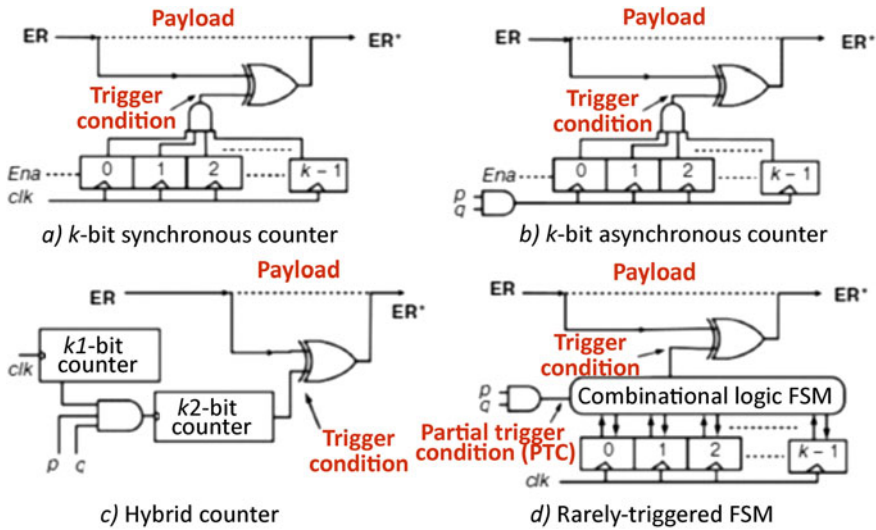 Payload
ER
ER*
Trigger
condition
Ena
0
1
2
k – 1
clk
a) k-bit synchronous counter
Payload
ER
ER*
Trigger
condition
Ena
0
1
2
k – 1
p
q
b) k-bit asynchronous counter
Payload
ER
ER*
k1-bit
counter
clk
k2-bit
counter
p q
Trigger
condition
c) Hybrid counter
Payload
ER
ER*
Trigger
condition
p
q
Combinational logic FSM
Partial trigger
condition (PTC)
0
1
2
k – 1
clk
d) Rarely-triggered FSM